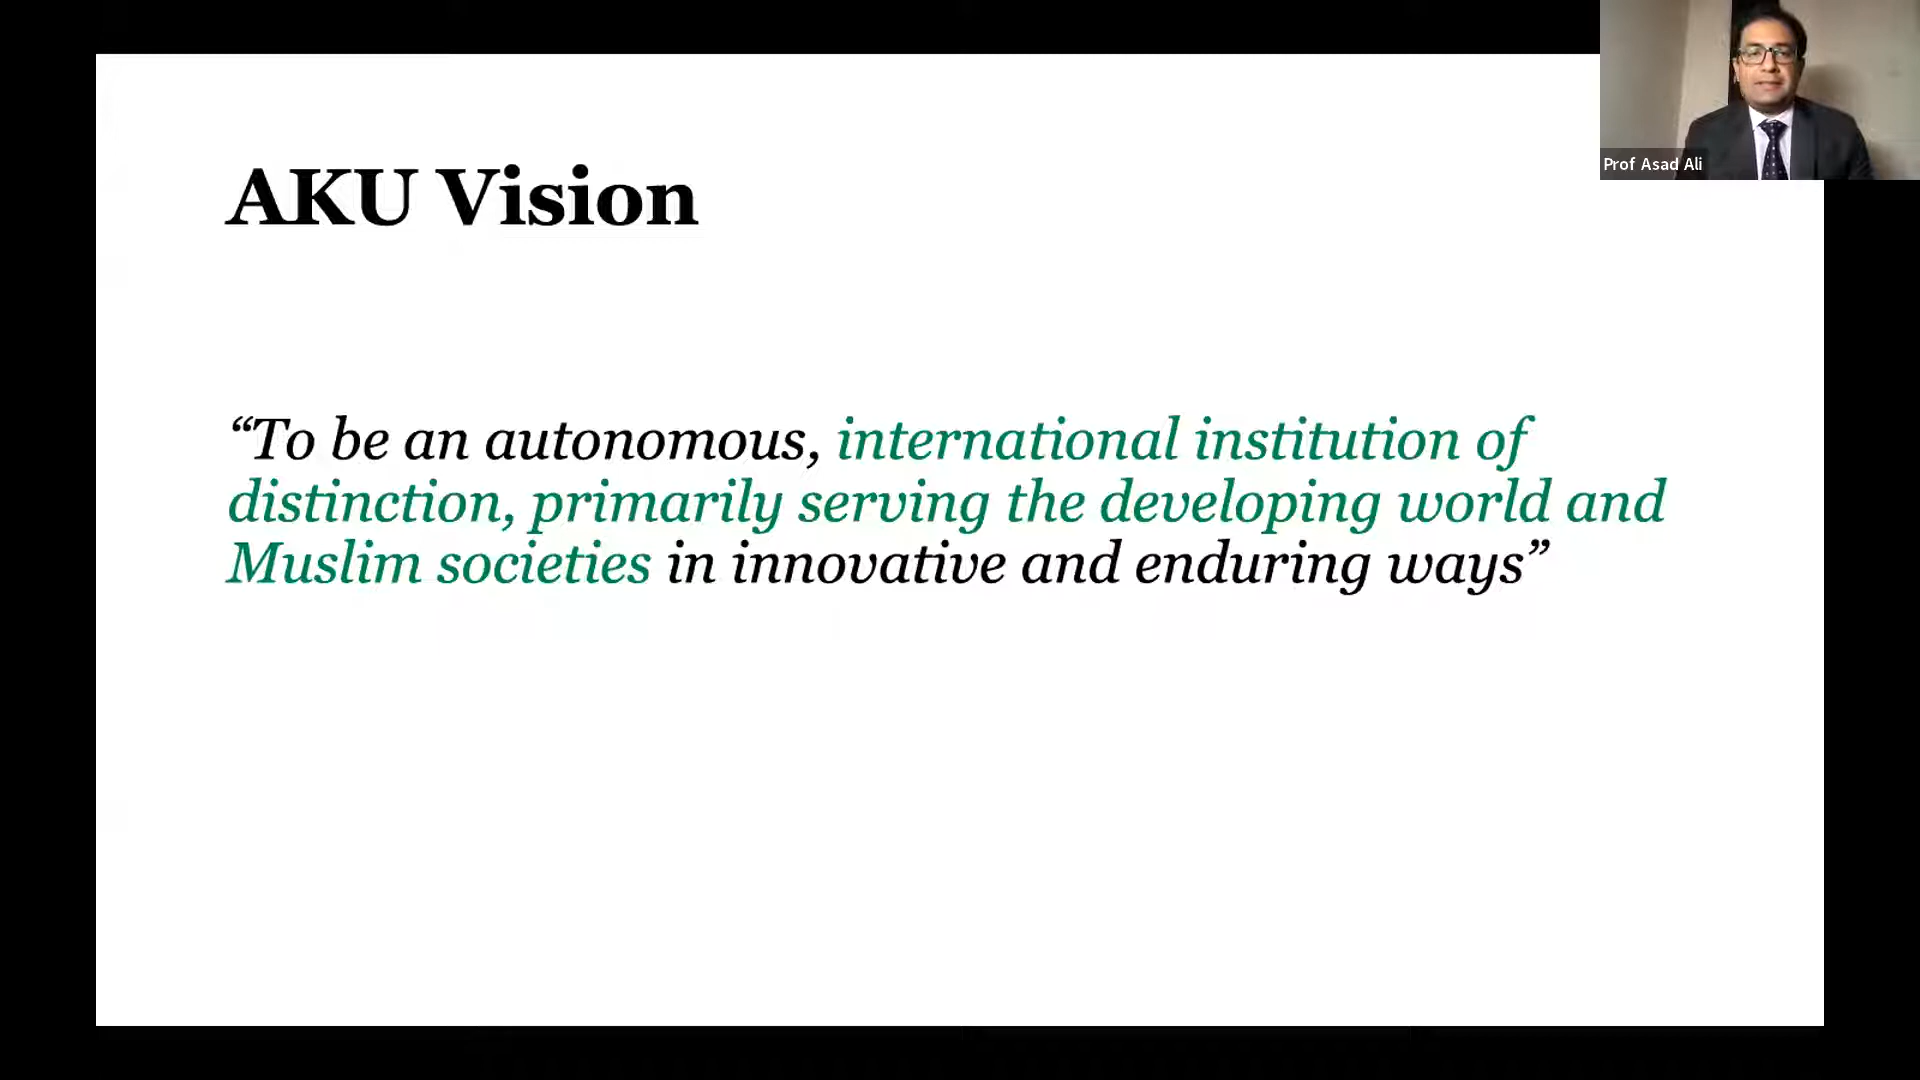 AKU Vision
Prof Asad Ali
“To be an autonomous, international institution of
distinction, primarily serving the developing world and
Muslim societies in innovative and enduring ways”